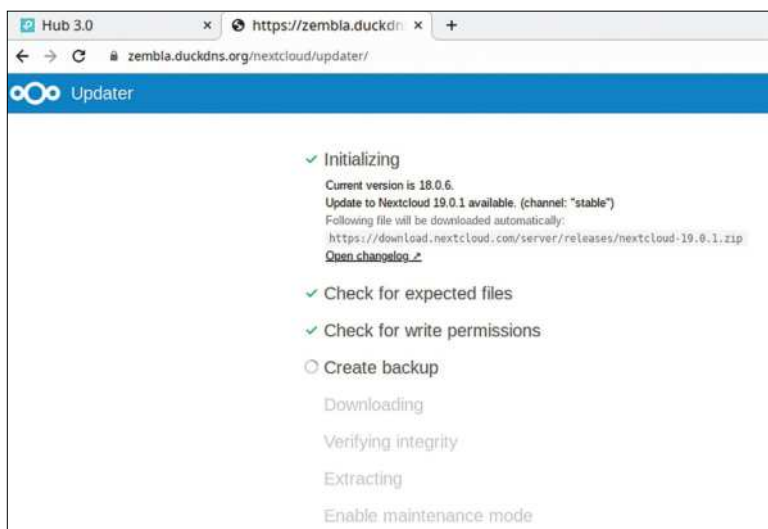 Hub 3.0
https://zembla.duckdn
zembla.duckdns.org/nextcloud/updater/
Updater
Initializing
Current version is 18.0.6.
Update to Nextcloud 19.0.1 available. (channel: "stable")
Following file will be downloaded automatically:
https://download.nextcloud.com/server/releases/nextcloud-19.0.1.zip
Open changelog ↗
Check for expected files
Check for write permissions
Create backup
Downloading
Verifying integrity
Extracting
Enable maintenance mode